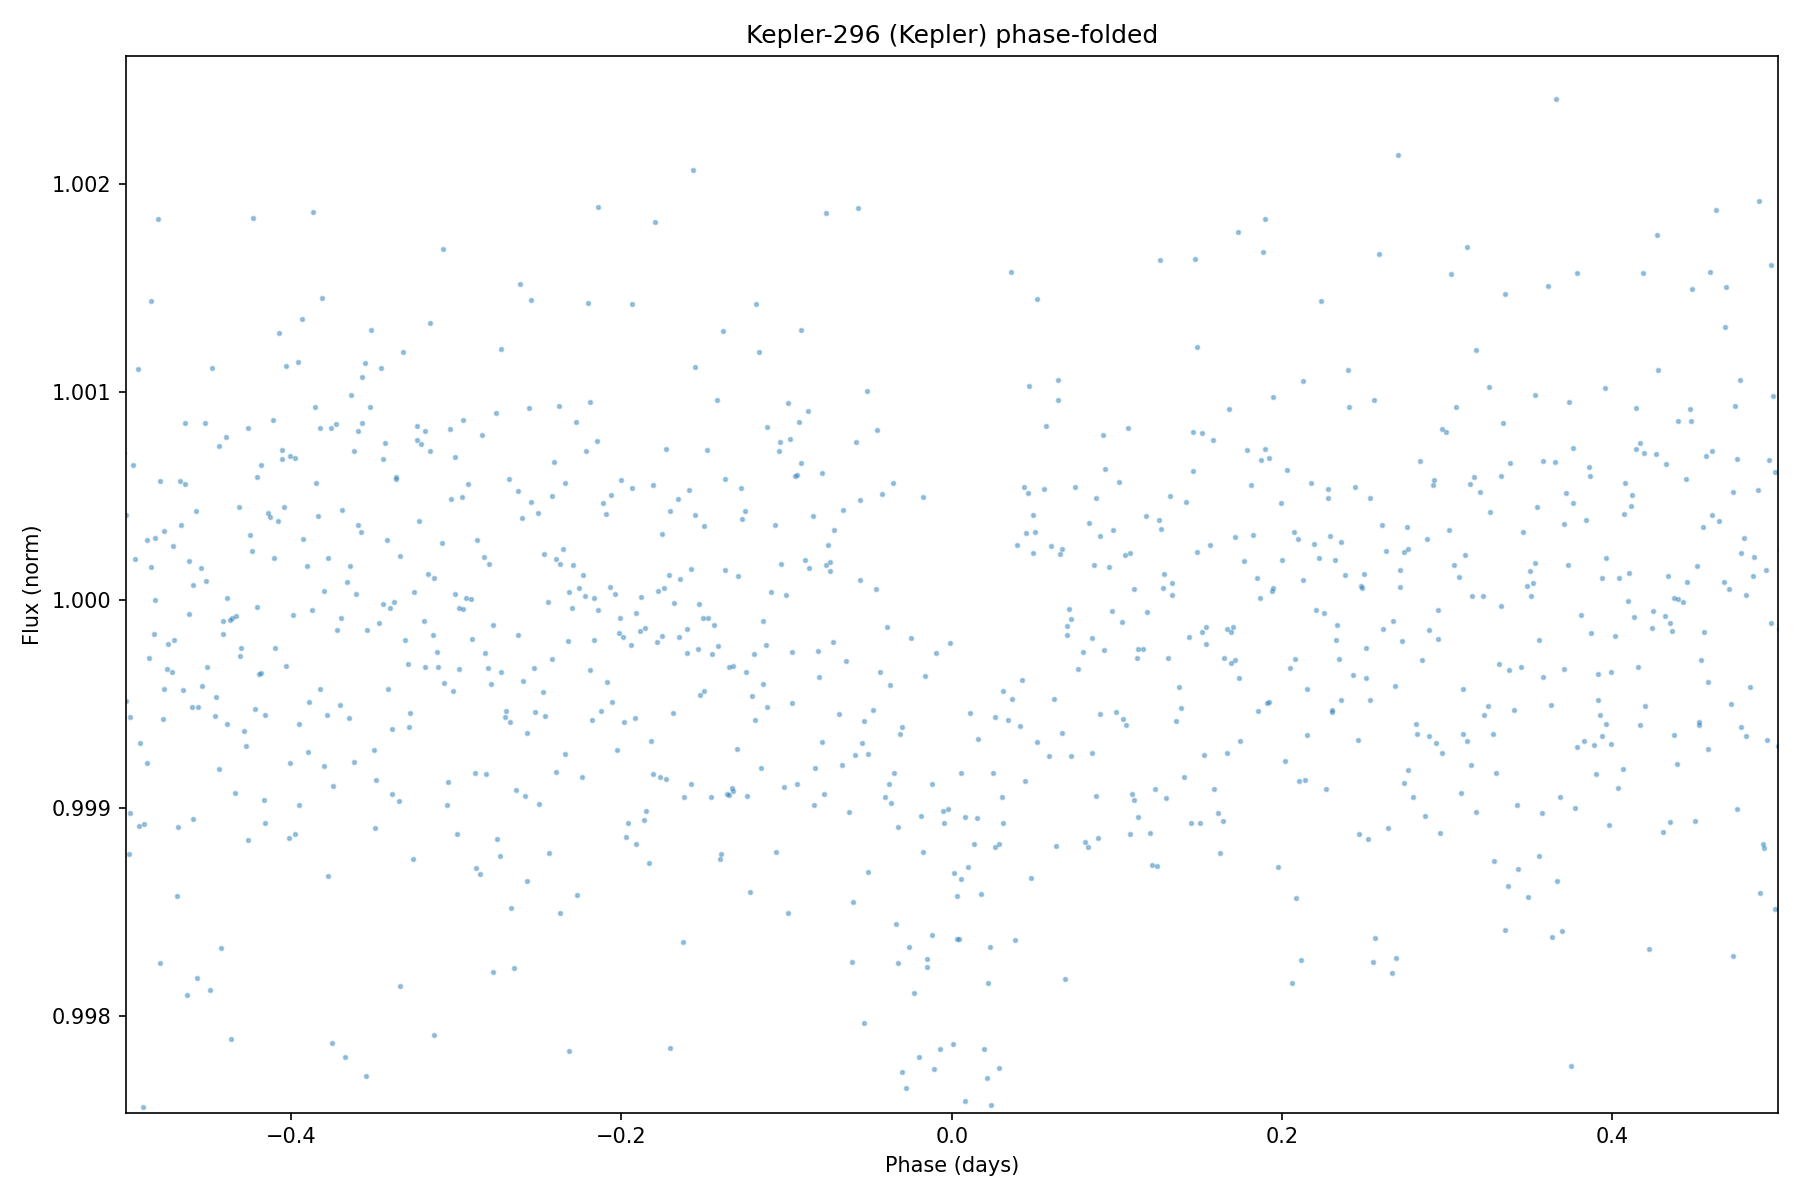 Kepler-296 (Kepler) phase-folded
1.002
1.001
1.000
0.999
0.998
Flux (norm)
−0.4 −0.2 0.0 0.2 0.4
Phase (days)